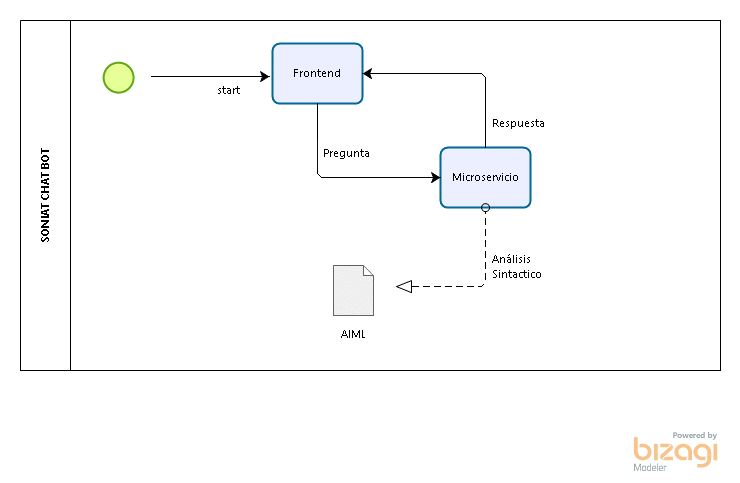 SONIAT CHAT BOT
Frontend
start
Respuesta
Pregunta
Microservicio
Análisis
Sintactico
AIML
Powered by
bizagi
Modeler